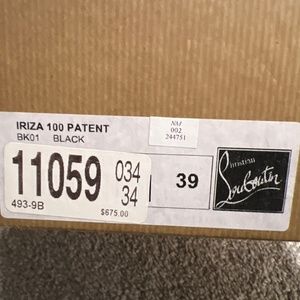 IRIZA 100 PATENT
BK01 BLACK
NM
002
244751
11059
034
34
493-9B
$675.00
39
Christian
Louboutin